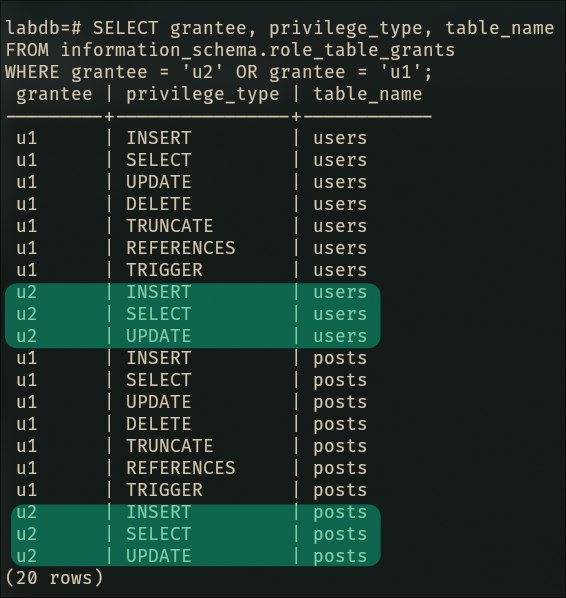 labdb=# SELECT grantee, privilege_type, table_name
FROM information_schema.role_table_grants
WHERE grantee = 'u2' OR grantee = 'u1';
 grantee | privilege_type | table_name
---------+----------------+------------
 u1      | INSERT         | users
 u1      | SELECT         | users
 u1      | UPDATE         | users
 u1      | DELETE         | users
 u1      | TRUNCATE       | users
 u1      | REFERENCES     | users
 u1      | TRIGGER        | users
 u2      | INSERT         | users
 u2      | SELECT         | users
 u2      | UPDATE         | users
 u1      | INSERT         | posts
 u1      | SELECT         | posts
 u1      | UPDATE         | posts
 u1      | DELETE         | posts
 u1      | TRUNCATE       | posts
 u1      | REFERENCES     | posts
 u1      | TRIGGER        | posts
 u2      | INSERT         | posts
 u2      | SELECT         | posts
 u2      | UPDATE         | posts
(20 rows)